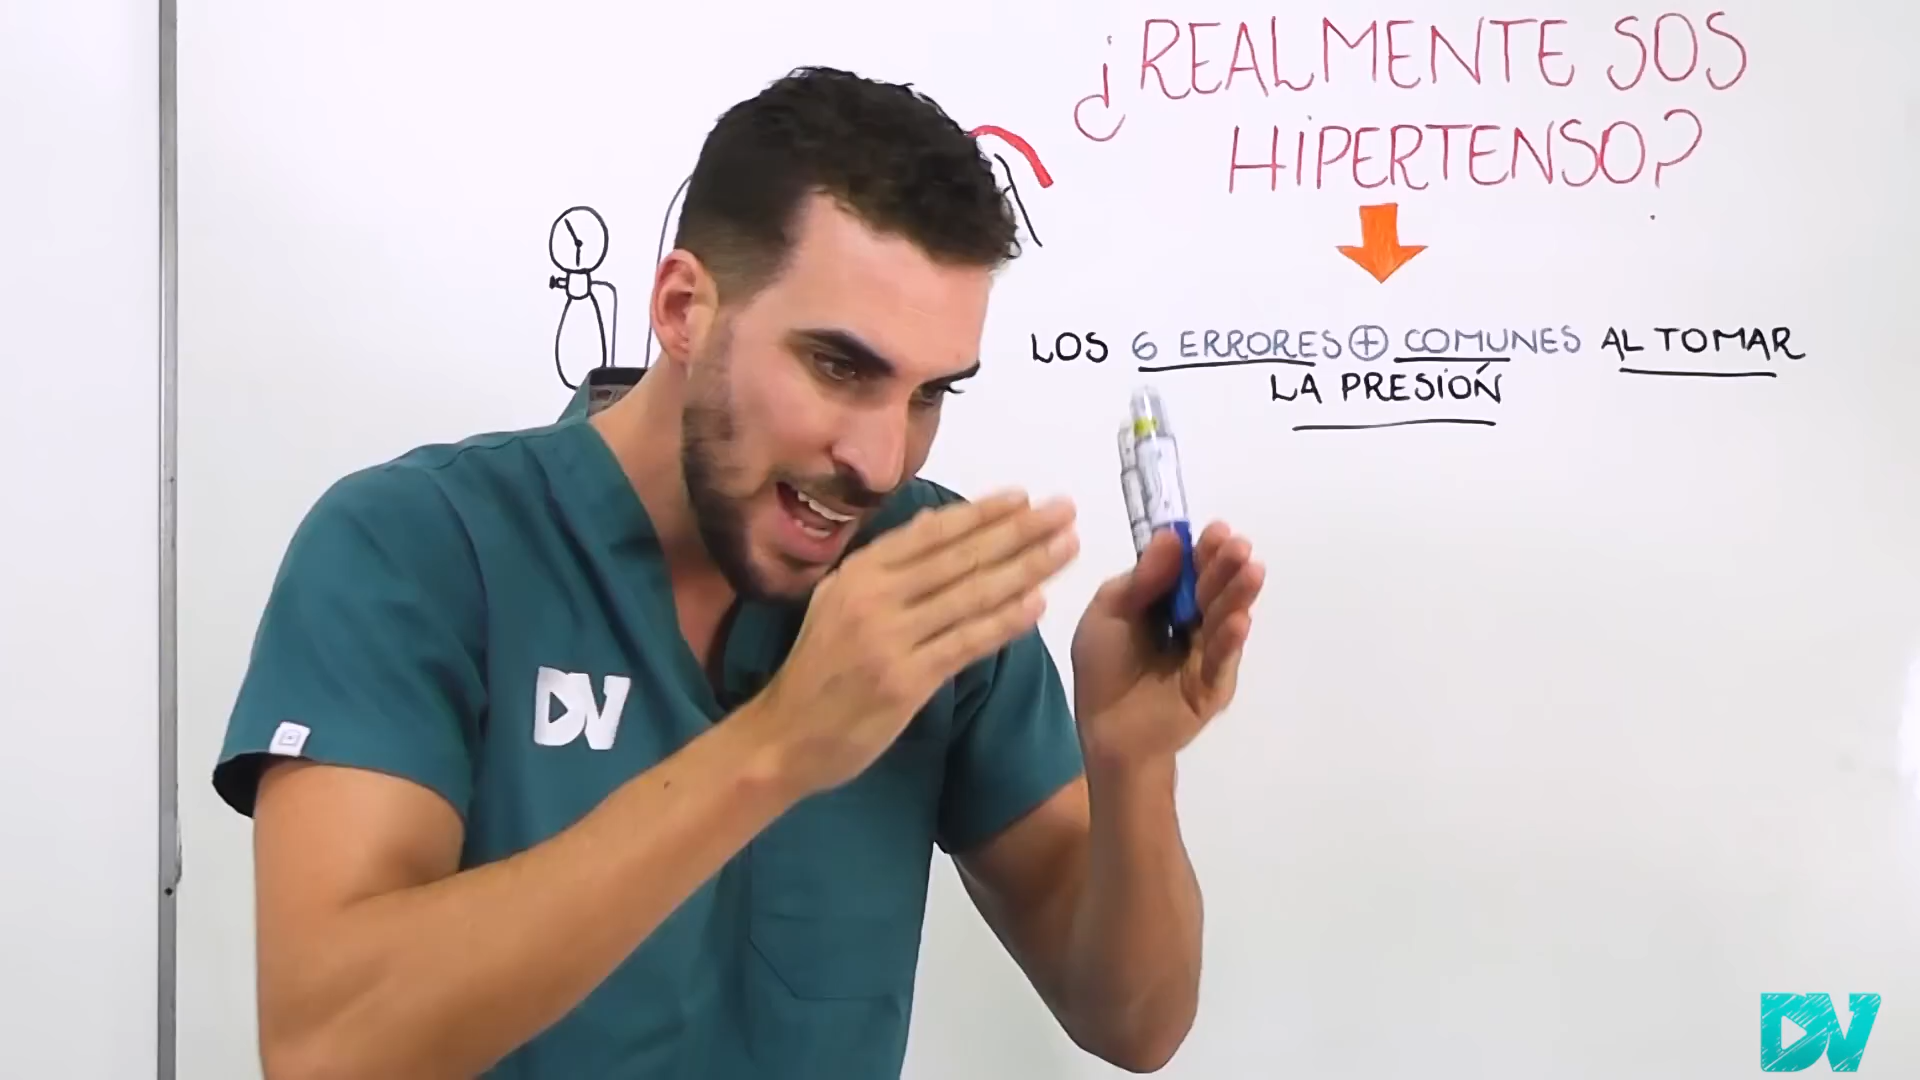 ¿REALMENTE SOS
HIPERTENSO?
LOS 6 ERRORES ⊕ COMUNES AL TOMAR
LA PRESIÓN
DV
DV